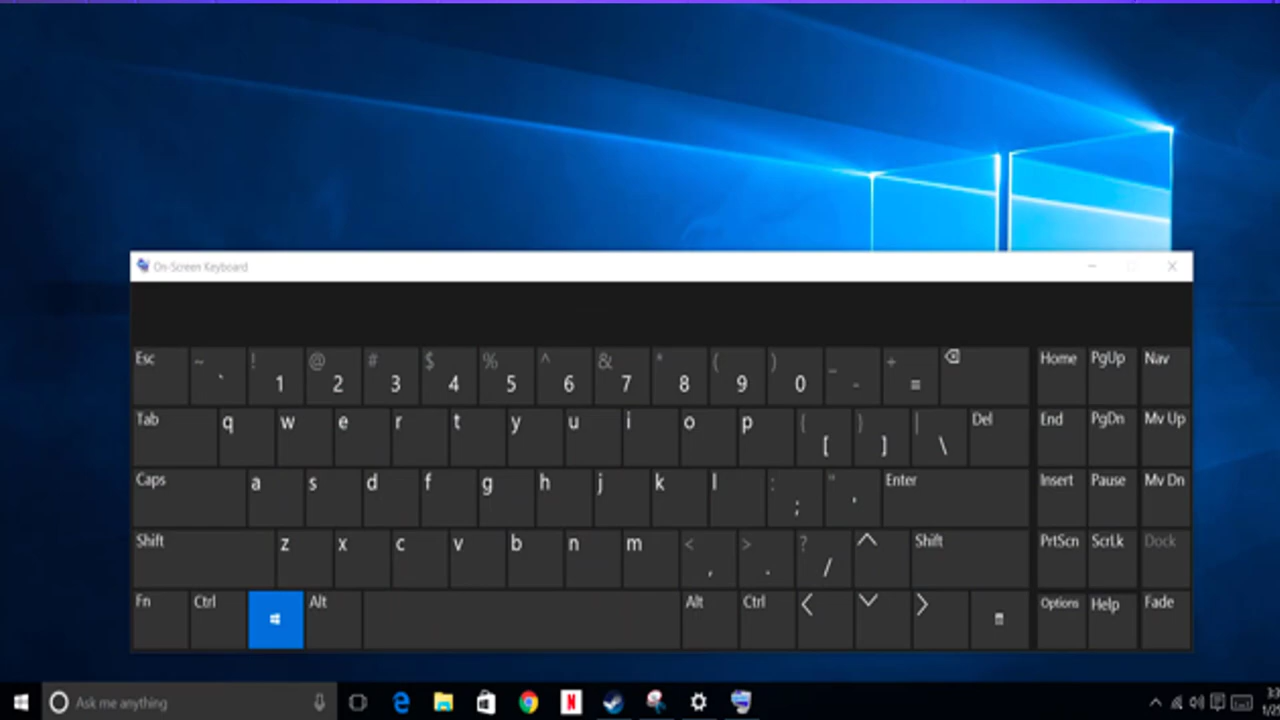 On-Screen Keyboard
Esc ~ ` ! 1 @ 2 # 3 $ 4 % 5 ^ 6 & 7 * 8 ( 9 ) 0 _ - + = Home PgUp Nav
Tab q w e r t y u i o p { [ } ] | \ Del End PgDn Mv Up
Caps a s d f g h j k l : ; " ' Enter Insert Pause Mv Dn
Shift z x c v b n m < , > . ? / Shift PrtScn ScrLk Dock
Fn Ctrl Alt Alt Ctrl Options Help Fade
Ask me anything
N